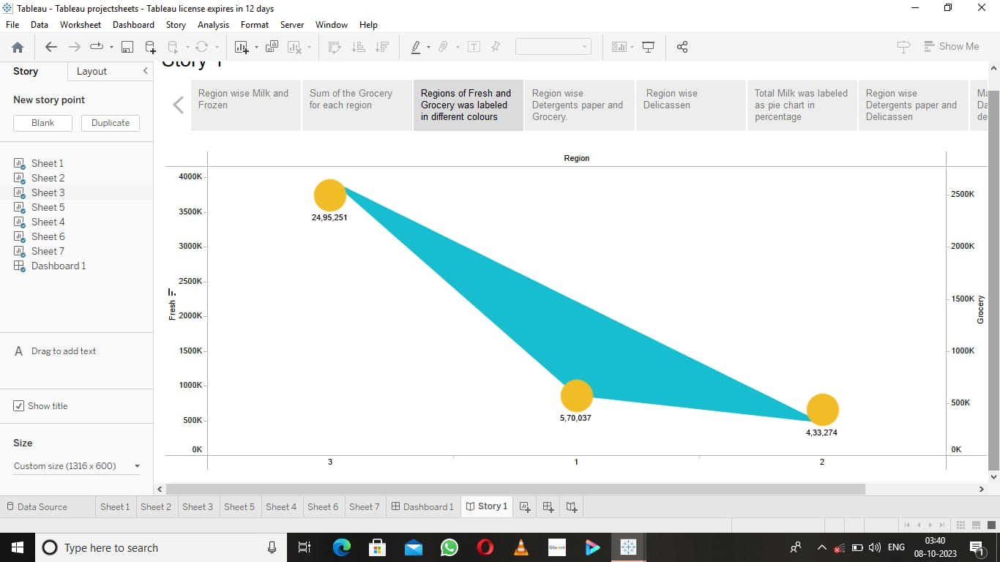 Tableau - Tableau projectsheets - Tableau license expires in 12 days
File Data Worksheet Dashboard Story Analysis Format Server Window Help
Show Me
Story Layout
Story 1
New story point
Blank Duplicate
Region wise Milk and
Frozen
Sum of the Grocery
for each region
Regions of Fresh and
Grocery was labeled
in different colours
Region wise
Detergents paper and
Grocery.
Region wise
Delicassen
Total Milk was labeled
as pie chart in
percentage
Region wise
Detergents paper and
Delicassen
Ma
Da
de
Sheet 1
Sheet 2
Sheet 3
Sheet 5
Sheet 4
Sheet 6
Sheet 7
Dashboard 1
A Drag to add text
Show title
Size
Custom size (1316 x 600)
Region
4000K
3500K
3000K
2500K
2000K
1500K
1000K
500K
0K
Fresh
24,95,251
5,70,037
4,33,274
2500K
2000K
1500K
1000K
500K
0K
Grocery
3 1 2
Data Source Sheet 1 Sheet 2 Sheet 3 Sheet 5 Sheet 4 Sheet 6 Sheet 7 Dashboard 1 Story 1
Type here to search
GSearch
ENG
03:40
08-10-2023
1